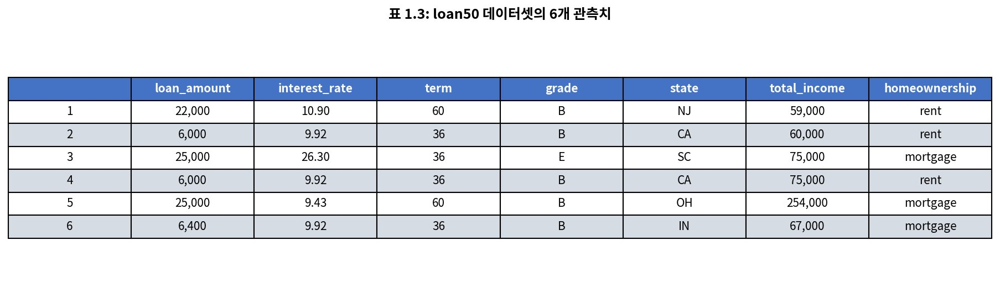 표 1.3: loan50 데이터셋의 6개 관측치
loan_amount interest_rate term grade state total_income homeownership
1 22,000 10.90 60 B NJ 59,000 rent
2 6,000 9.92 36 B CA 60,000 rent
3 25,000 26.30 36 E SC 75,000 mortgage
4 6,000 9.92 36 B CA 75,000 rent
5 25,000 9.43 60 B OH 254,000 mortgage
6 6,400 9.92 36 B IN 67,000 mortgage